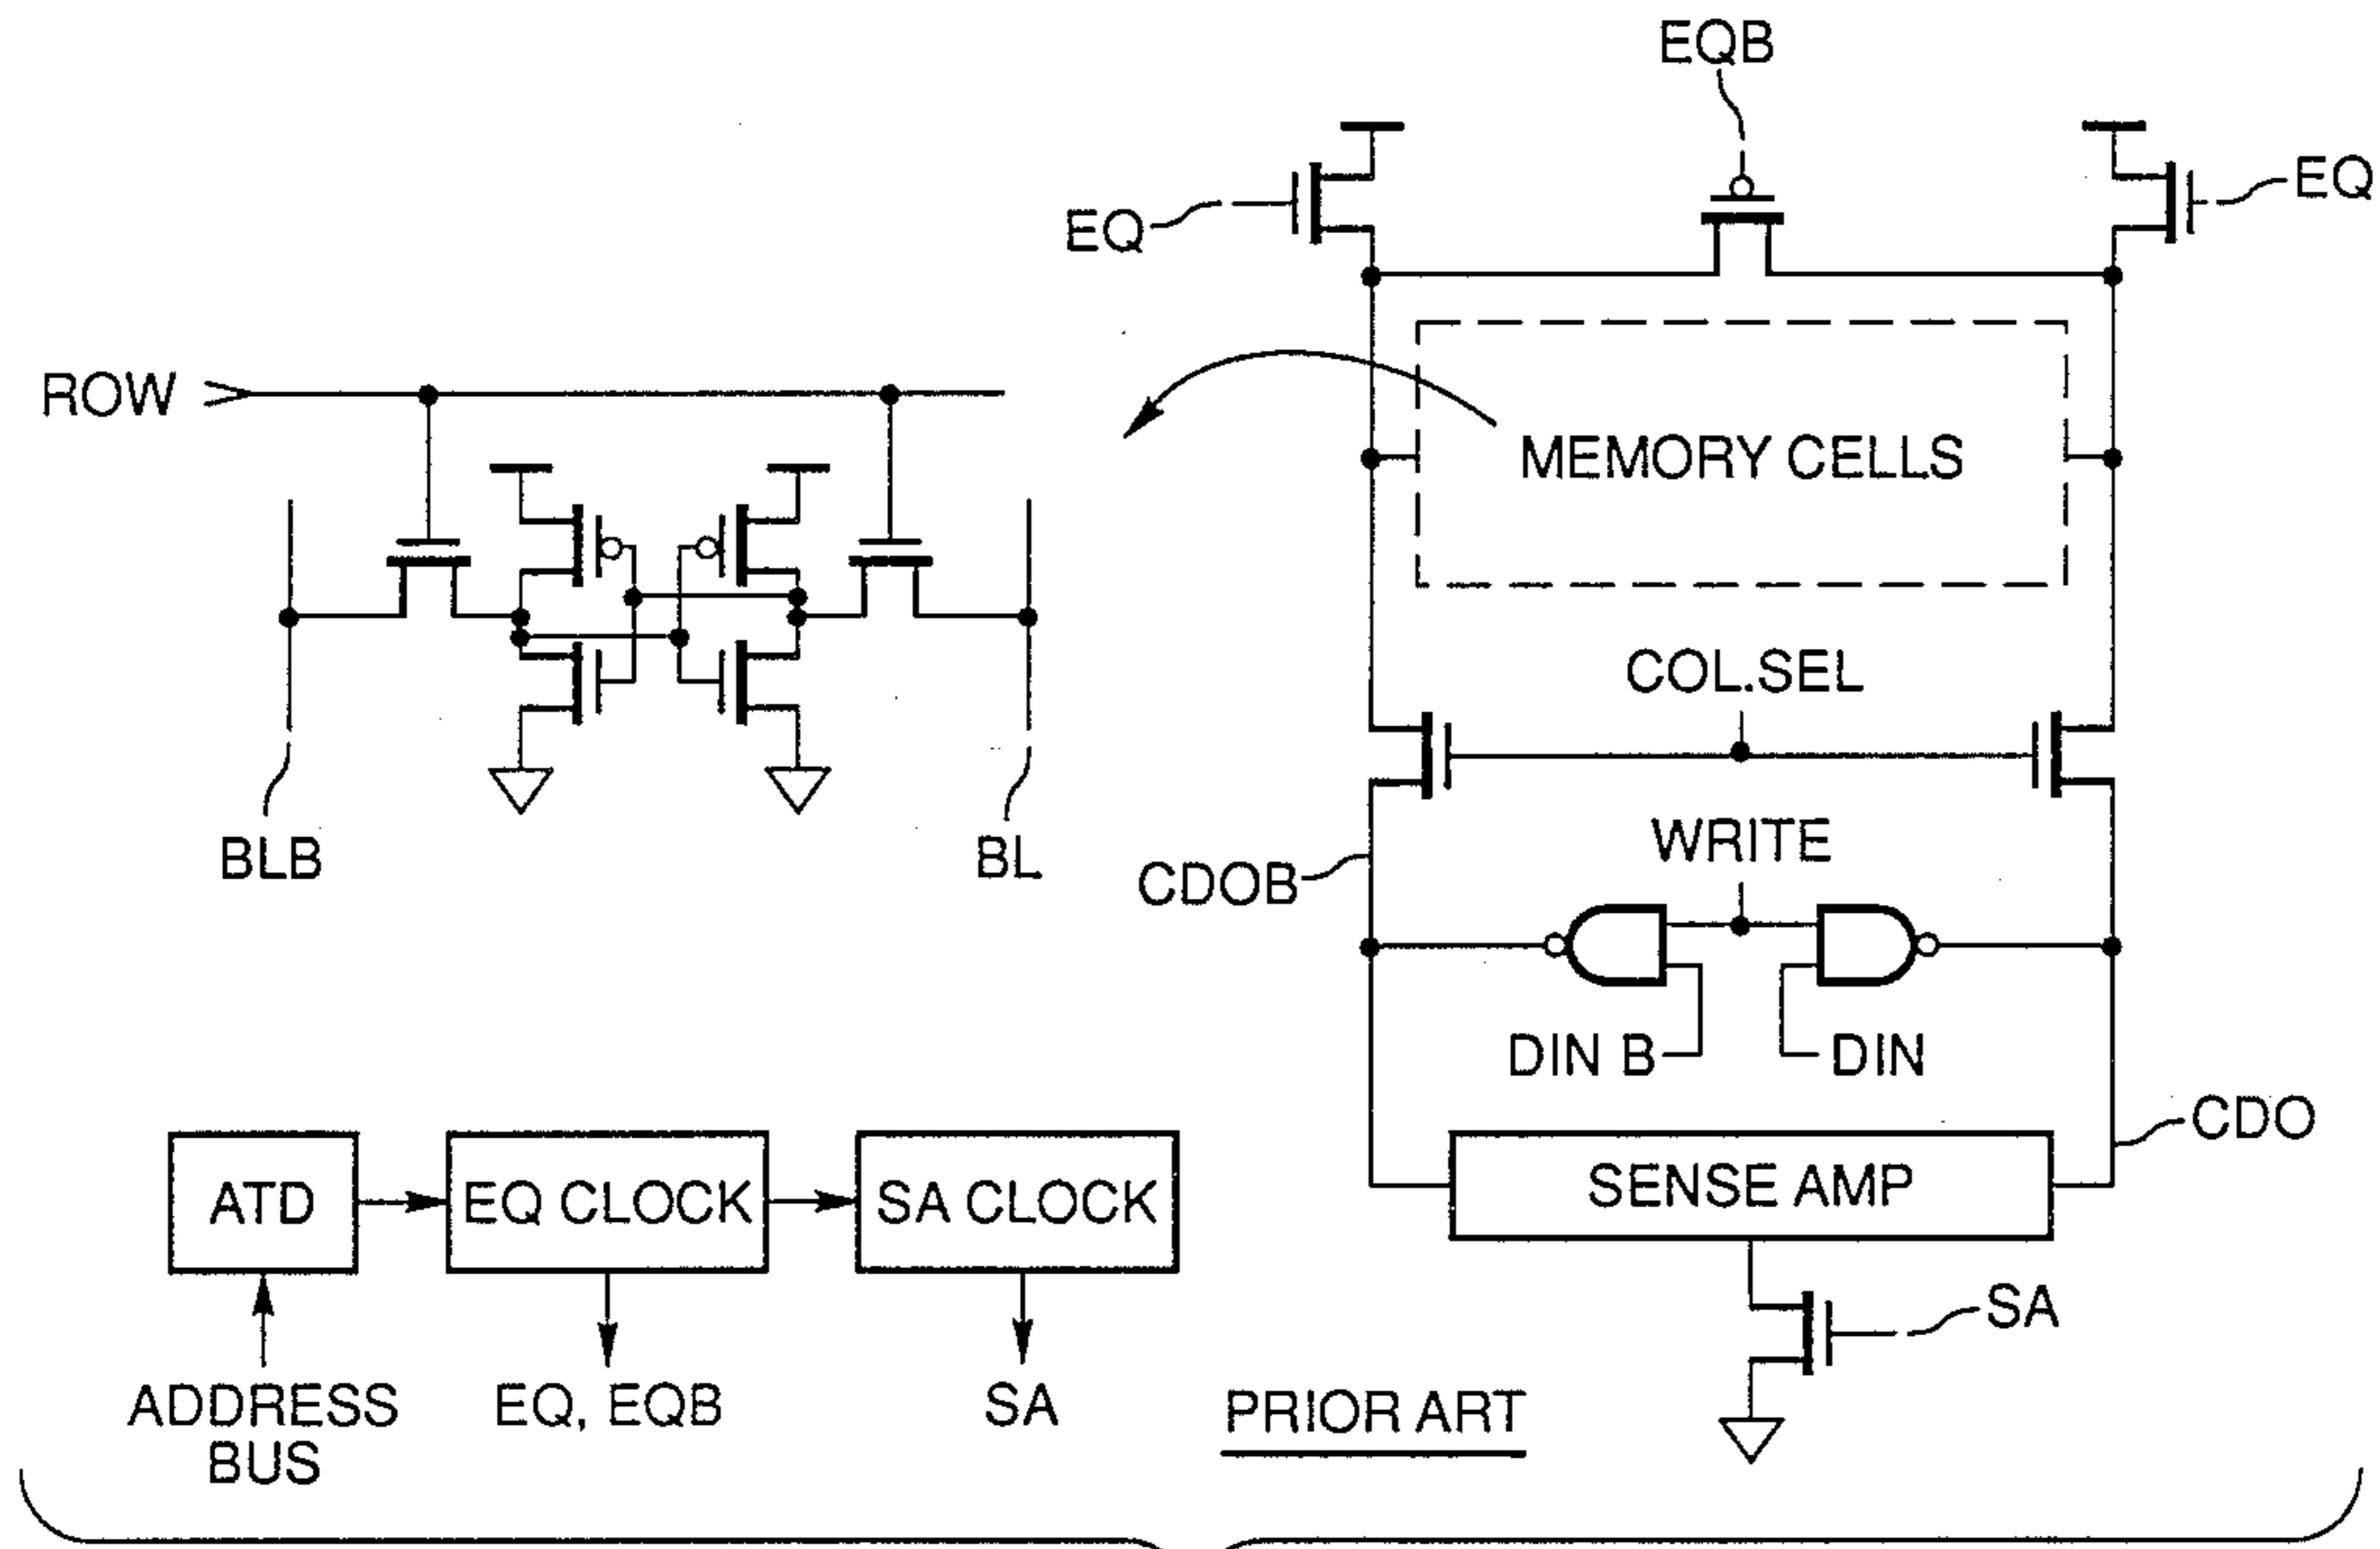 EQB
EQ
EQ
ROW
MEMORY CELLS
COL.SEL
BLB
BL
WRITE
CDOB
DIN B
DIN
CDO
ATD
EQ CLOCK
SA CLOCK
SENSE AMP
SA
ADDRESS
BUS
EQ, EQB
SA
PRIOR ART